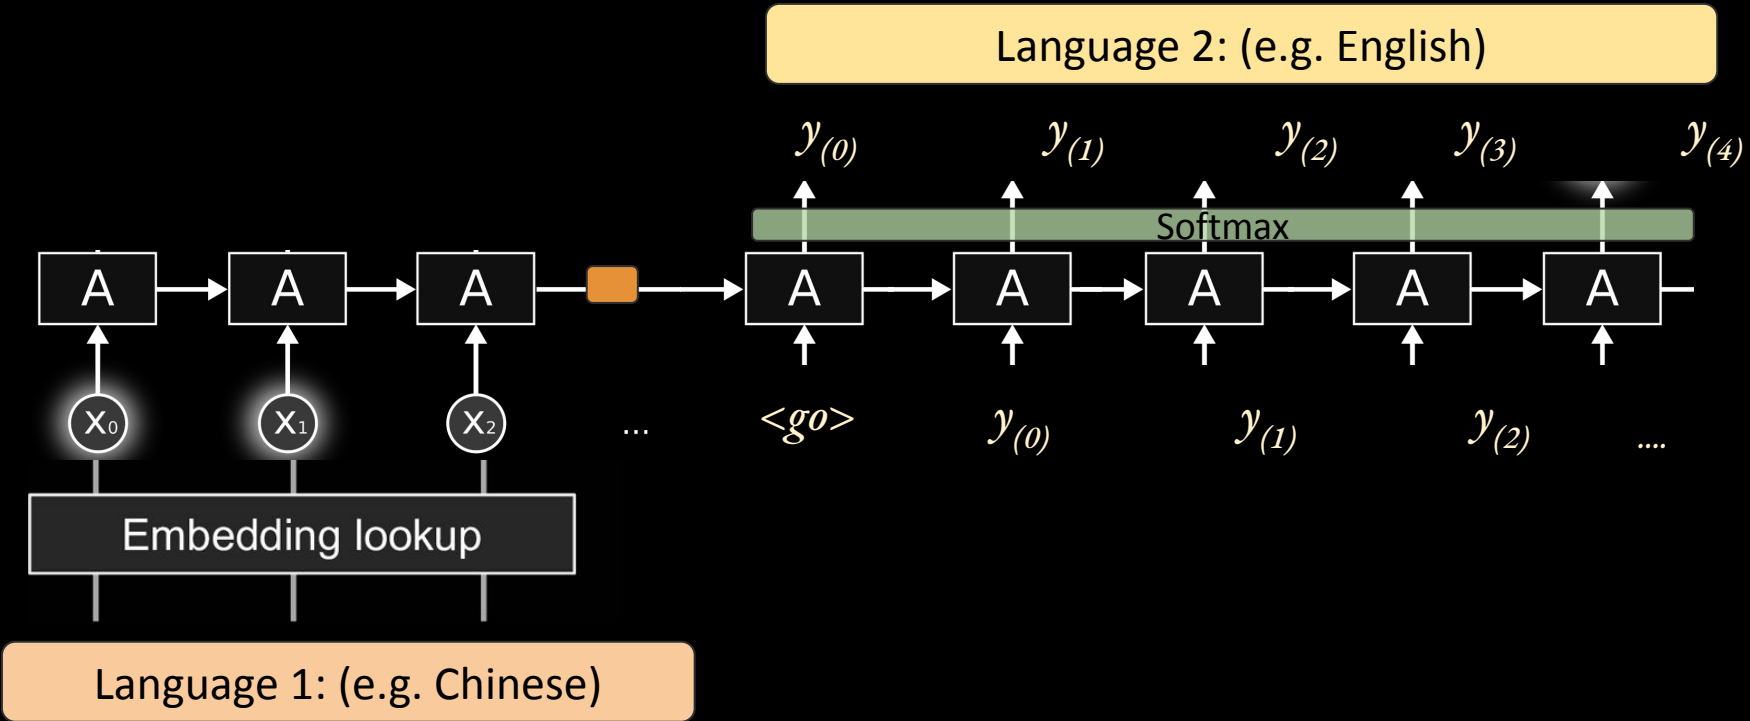 Language 2: (e.g. English)
y(0) y(1) y(2) y(3) y(4)
Softmax
A A A A A A A A
x0 x1 x2 ... <go> y(0) y(1) y(2) ....
Embedding lookup
Language 1: (e.g. Chinese)